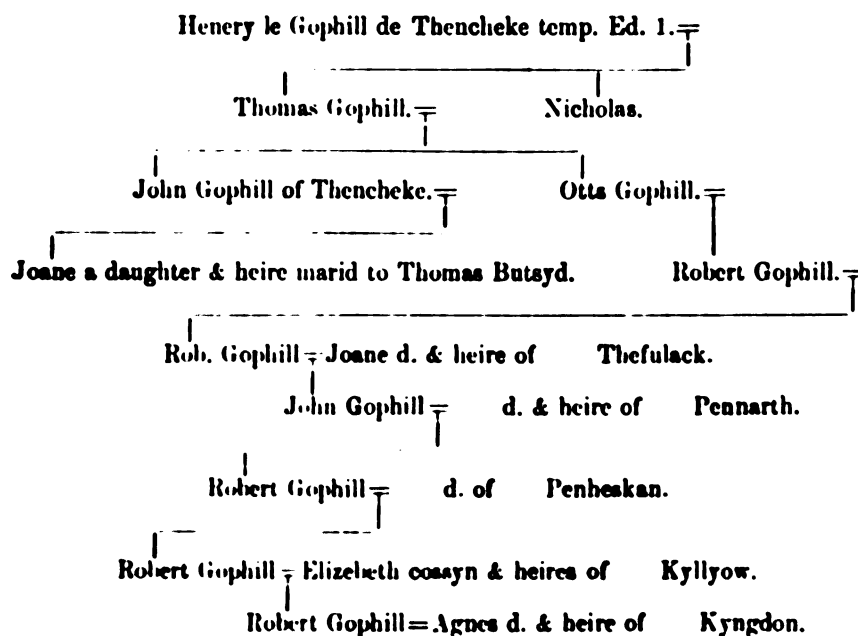 Henery le Gophill de Thencheke temp. Ed. 1.
Thomas Gophill. Nicholas.
John Gophill of Thencheke. Otts Gophill.
Joane a daughter & heire marid to Thomas Butsyd. Robert Gophill.
Rob. Gophill = Joane d. & heire of Thefulack.
John Gophill = d. & heire of Pennarth.
Robert Gophill = d. of Penheskan.
Robert Gophill = Elizebeth cossyn & heires of Kyllyow.
Robert Gophill = Agnes d. & heire of Kyngdon.